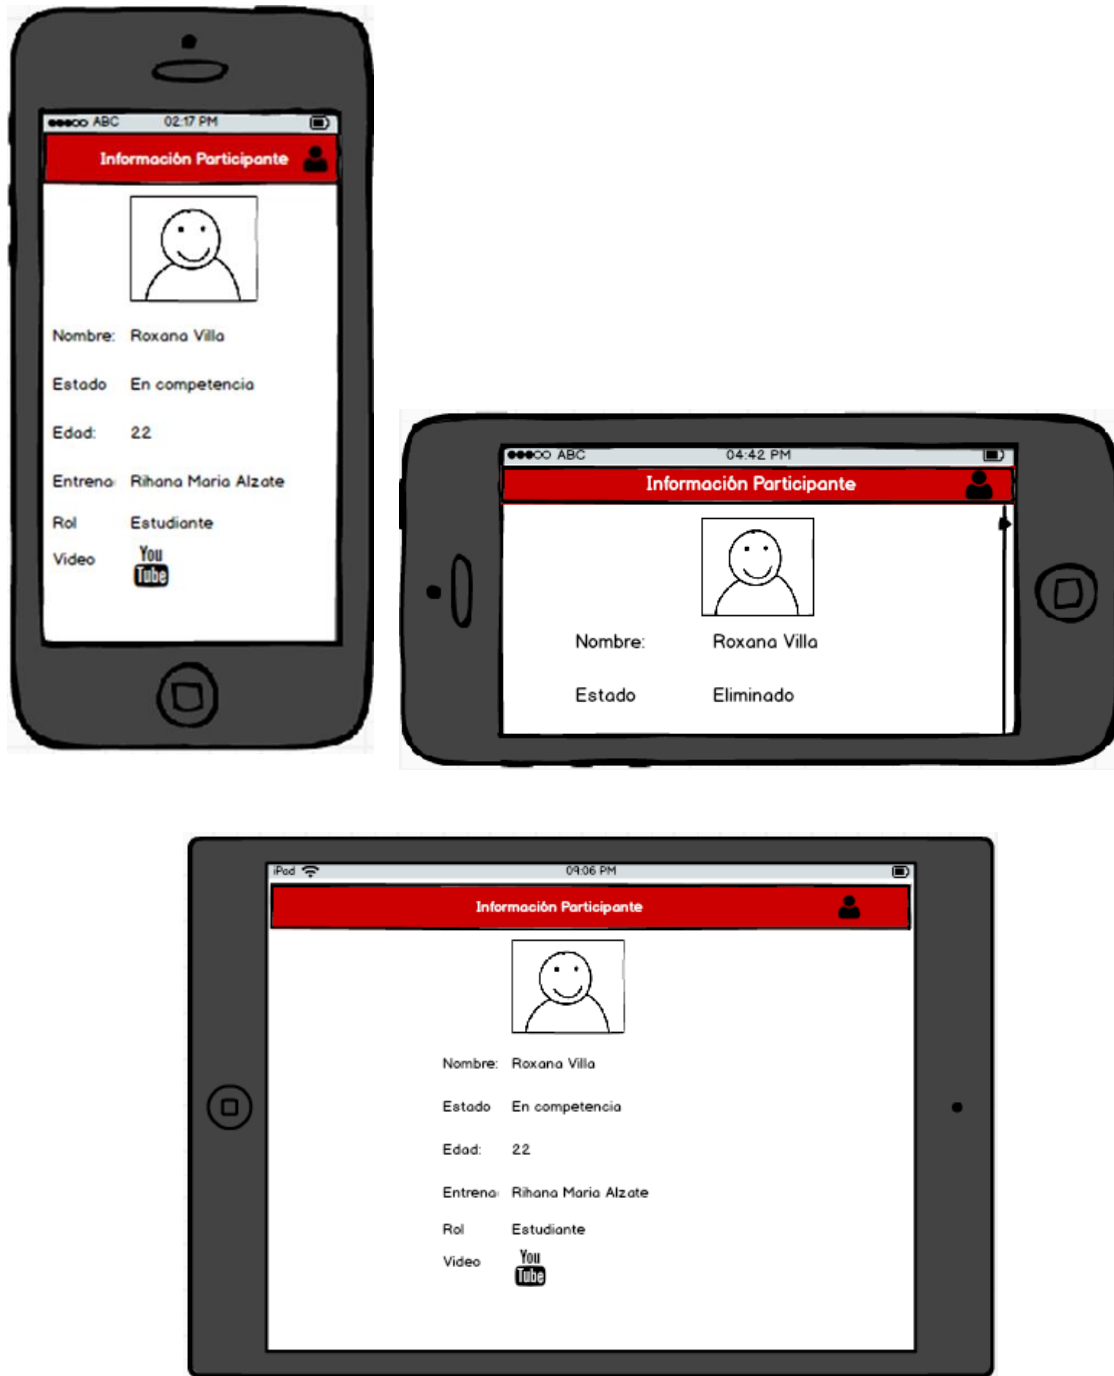 ABC 02:17 PM
Información Participante
Nombre: Roxana Villa
Estado En competencia
Edad: 22
Entrena Rihana Maria Alzate
Rol Estudiante
Video You Tube
ABC 04:42 PM
Información Participante
Nombre: Roxana Villa
Estado Eliminado
iPad 09:06 PM
Información Participante
Nombre: Roxana Villa
Estado En competencia
Edad: 22
Entrena Rihana Maria Alzate
Rol Estudiante
Video You Tube